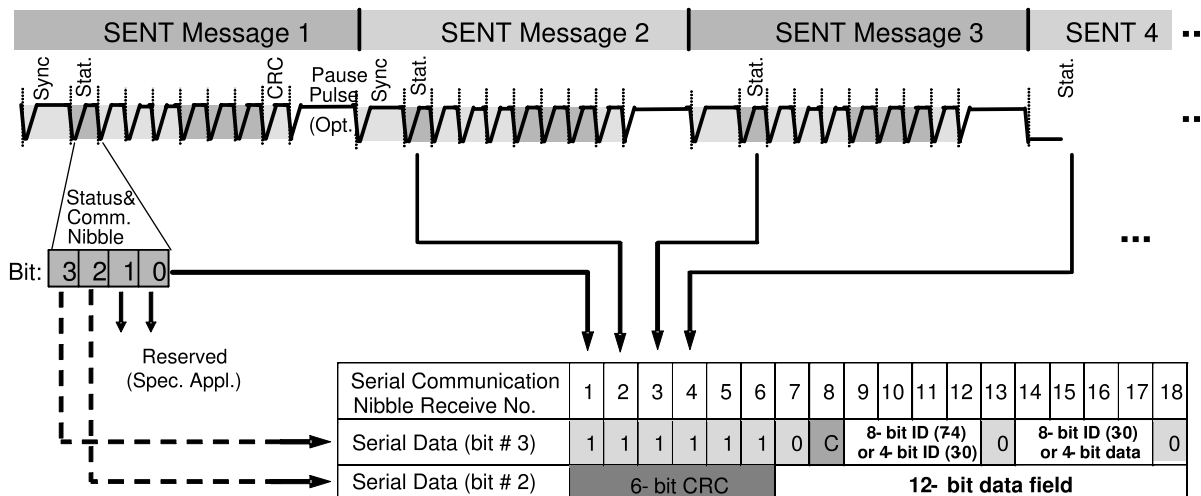 SENT Message 1 SENT Message 2 SENT Message 3 SENT 4 ...
Sync Stat. CRC Pause Pulse (Opt.) Sync Stat. Stat. Stat. ...
Status&
Comm.
Nibble
...
Bit: 3 2 1 0
Reserved
(Spec. Appl.)
Serial Communication
Nibble Receive No. 1 2 3 4 5 6 7 8 9 10 11 12 13 14 15 16 17 18
Serial Data (bit # 3) 1 1 1 1 1 1 0 C 8- bit ID (7-4) or 4- bit ID (30) 0 8- bit ID (30) or 4- bit data 0
Serial Data (bit # 2) 6- bit CRC 12- bit data field